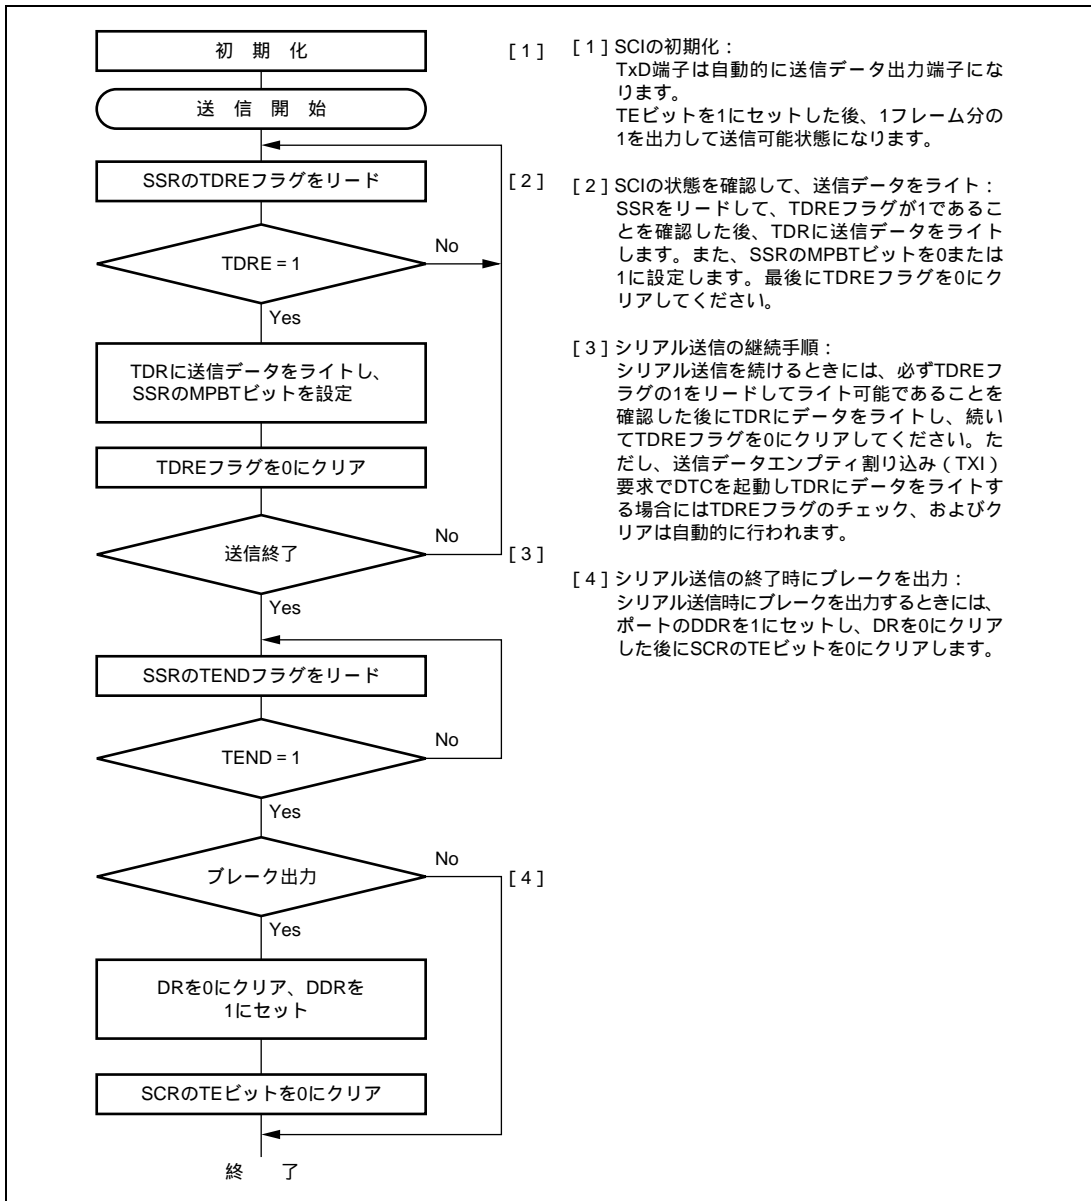 初 期 化
[1]
送 信 開 始
SSRのTDREフラグをリード
[2]
TDRE = 1
No
Yes
TDRに送信データをライトし、
SSRのMPBTビットを設定
TDREフラグを0にクリア
送信終了
No
[3]
Yes
SSRのTENDフラグをリード
TEND = 1
No
Yes
ブレーク出力
No
[4]
Yes
DRを0にクリア、DDRを
1にセット
SCRのTEビットを0にクリア
終 了
[1] SCIの初期化：
TxD端子は自動的に送信データ出力端子にな
ります。
TEビットを1にセットした後、1フレーム分の
1を出力して送信可能状態になります。
[2] SCIの状態を確認して、送信データをライト：
SSRをリードして、TDREフラグが1であるこ
とを確認した後、TDRに送信データをライト
します。また、SSRのMPBTビットを0または
1に設定します。最後にTDREフラグを0にク
リアしてください。
[3] シリアル送信の継続手順：
シリアル送信を続けるときには、必ずTDREフ
ラグの1をリードしてライト可能であることを
確認した後にTDRにデータをライトし、続い
てTDREフラグを0にクリアしてください。た
だし、送信データエンプティ割り込み（TXI）
要求でDTCを起動しTDRにデータをライトす
る場合にはTDREフラグのチェック、およびク
リアは自動的に行われます。
[4] シリアル送信の終了時にブレークを出力：
シリアル送信時にブレークを出力するときには、
ポートのDDRを1にセットし、DRを0にクリア
した後にSCRのTEビットを0にクリアします。